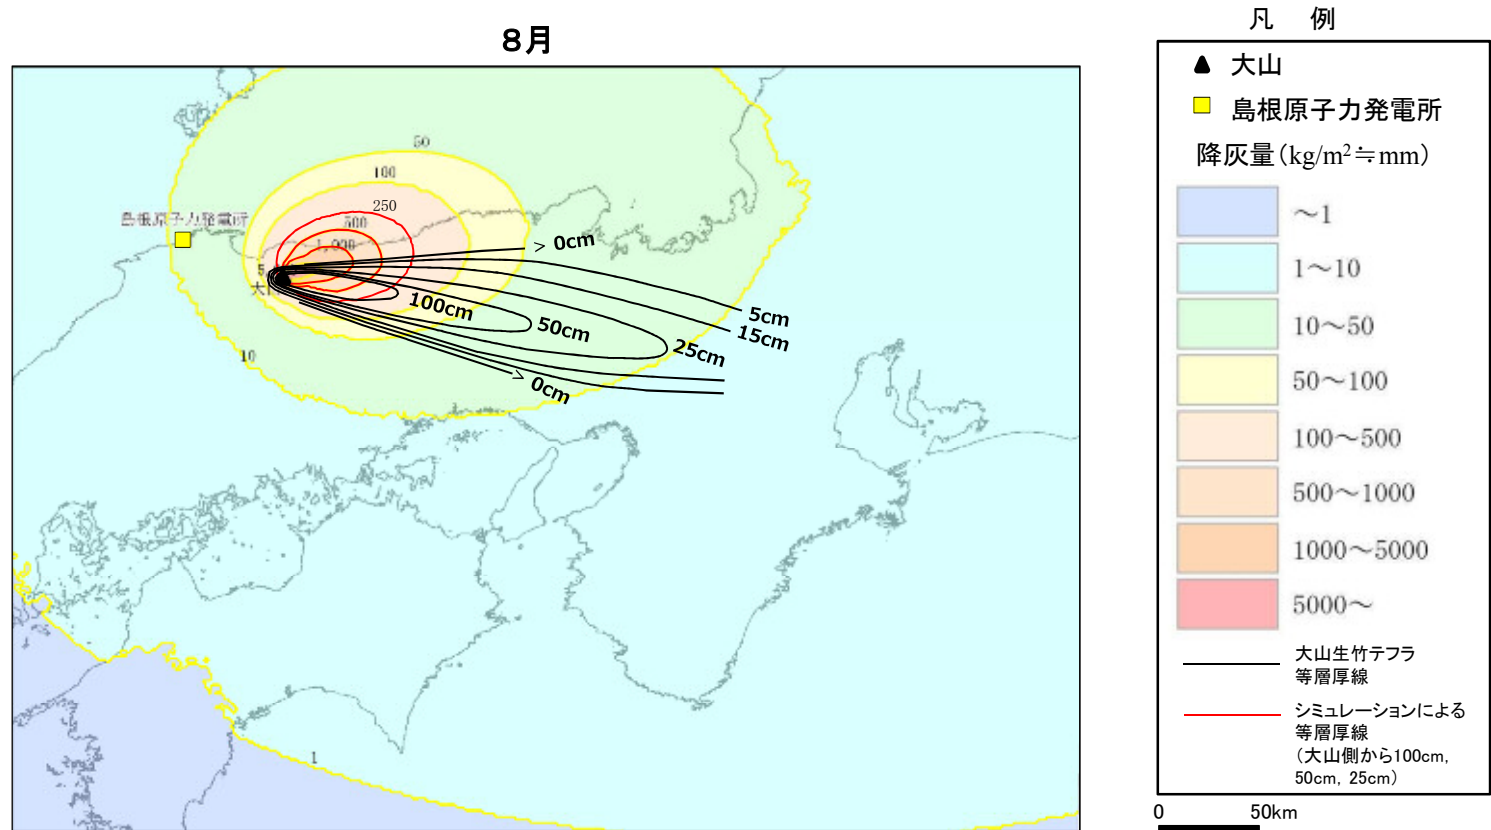 8月
50
100
250
500
1,000
島根原子力発電所
> 0cm
5
大
100cm
50cm
5cm
15cm
25cm
> 0cm
10
1
凡 例
大山
島根原子力発電所
降灰量(kg/m²≒mm)
～1
1～10
10～50
50～100
100～500
500～1000
1000～5000
5000～
大山生竹テフラ
等層厚線
シミュレーションによる
等層厚線
(大山側から100cm,
50cm, 25cm)
0 50km